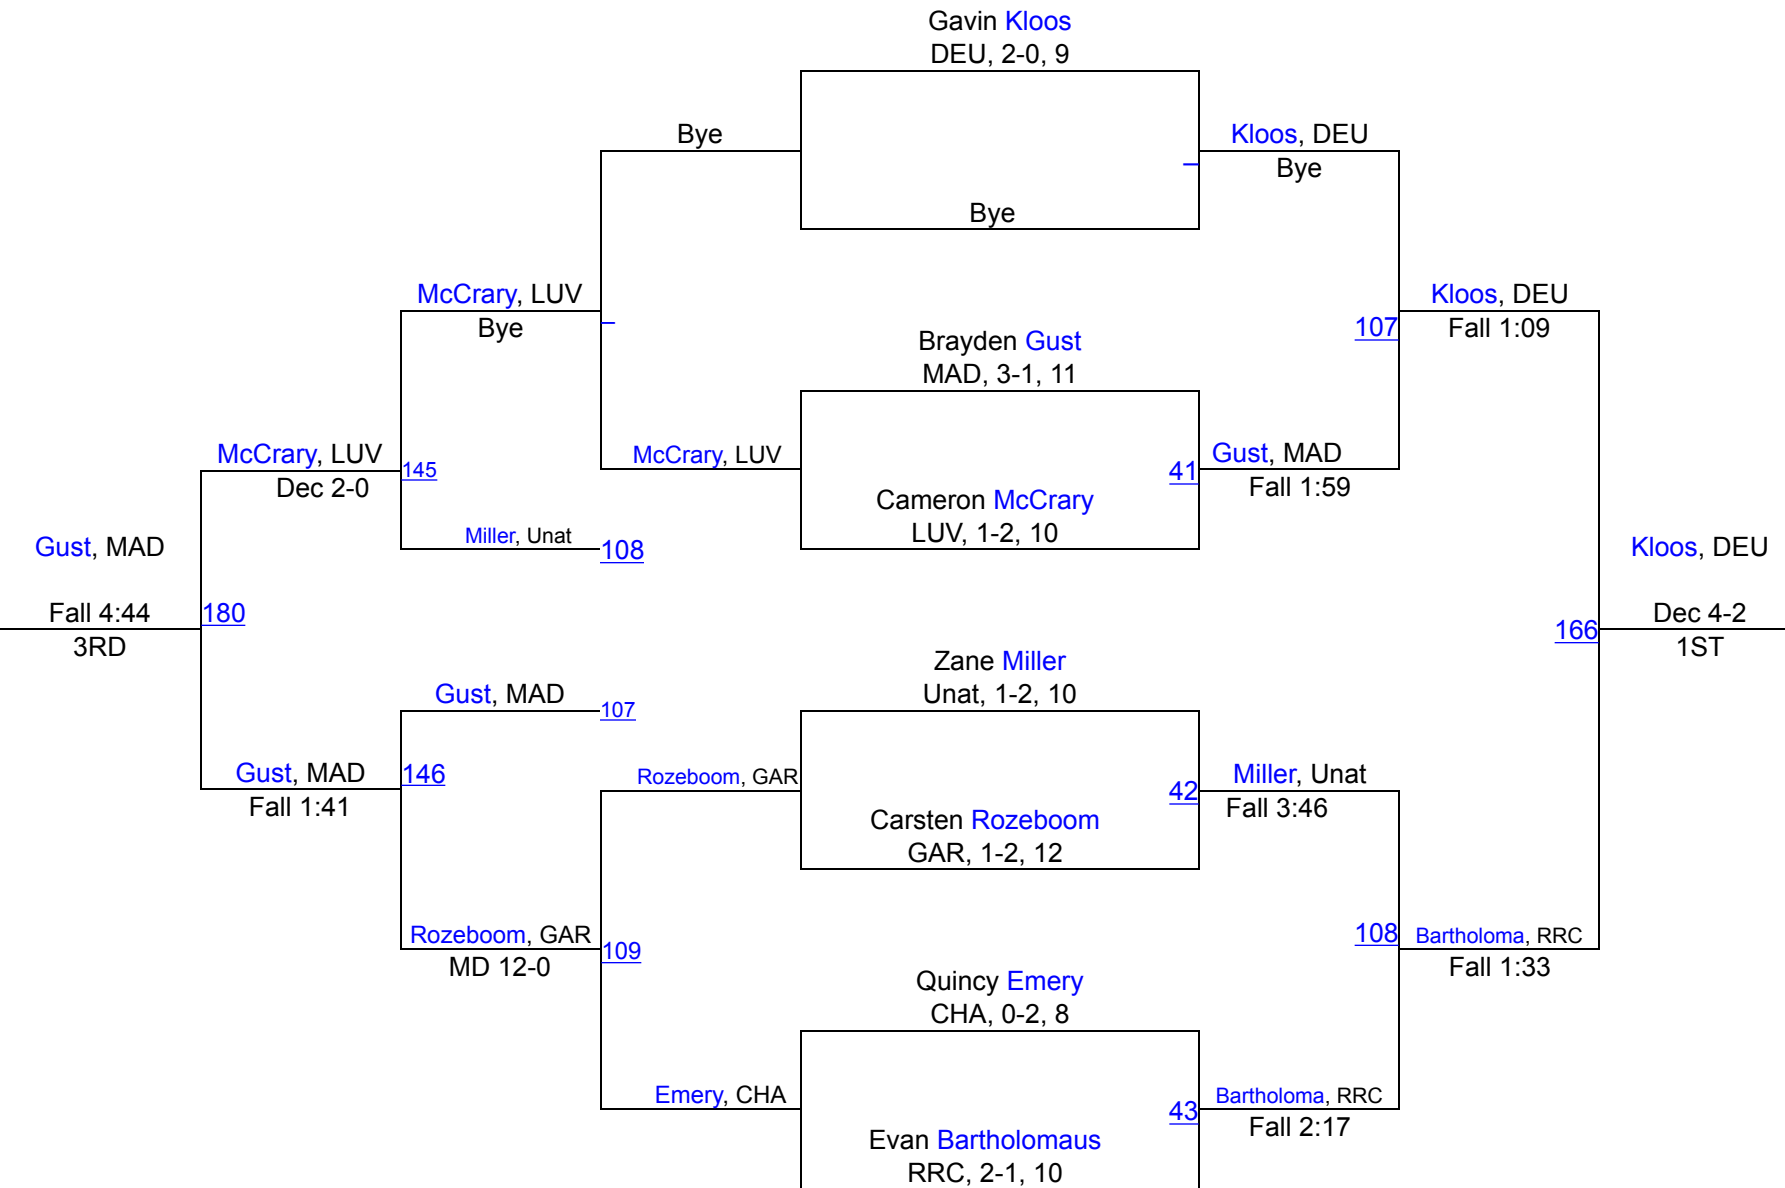 Gavin Kloos
DEU, 2-0, 9
Bye
Kloos, DEU
Bye
Bye
McCrary, LUV
Bye
Kloos, DEU
Fall 1:09
107
Brayden Gust
MAD, 3-1, 11
McCrary, LUV
Dec 2-0
145
McCrary, LUV
41
Gust, MAD
Fall 1:59
Cameron McCrary
LUV, 1-2, 10
Miller, Unat
108
Gust, MAD
Fall 4:44
3RD
180
Kloos, DEU
Dec 4-2
1ST
166
Zane Miller
Unat, 1-2, 10
Gust, MAD
107
Gust, MAD
Fall 1:41
146
Rozeboom, GAR
42
Miller, Unat
Fall 3:46
Carsten Rozeboom
GAR, 1-2, 12
Rozeboom, GAR
MD 12-0
109
108
Bartholoma, RRC
Fall 1:33
Quincy Emery
CHA, 0-2, 8
Emery, CHA
43
Bartholoma, RRC
Fall 2:17
Evan Bartholomaus
RRC, 2-1, 10